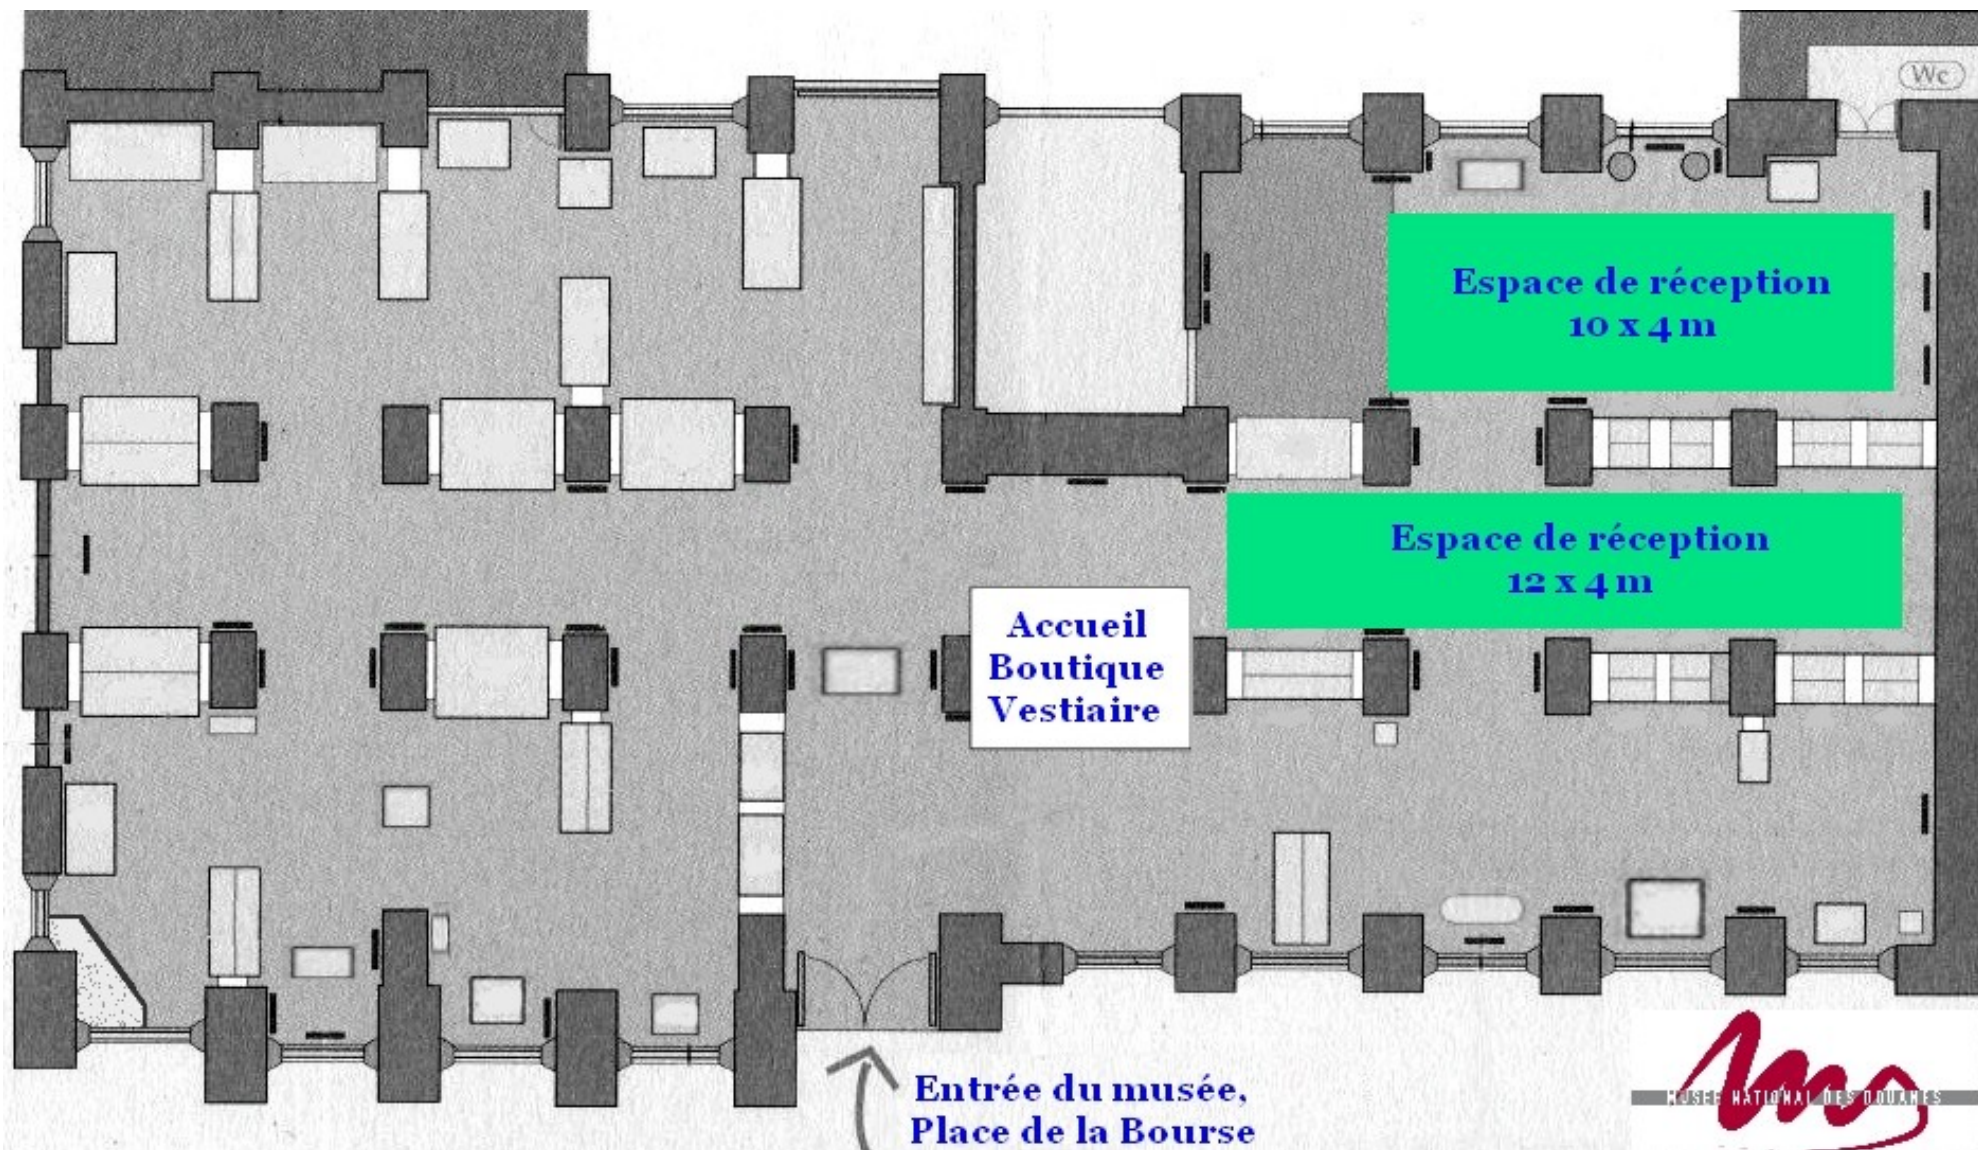 Wc
Espace de réception
10 x 4 m
Espace de réception
12 x 4 m
Accueil
Boutique
Vestiaire
Entrée du musée,
Place de la Bourse
MUSEE NATIONAL DES DOUANES